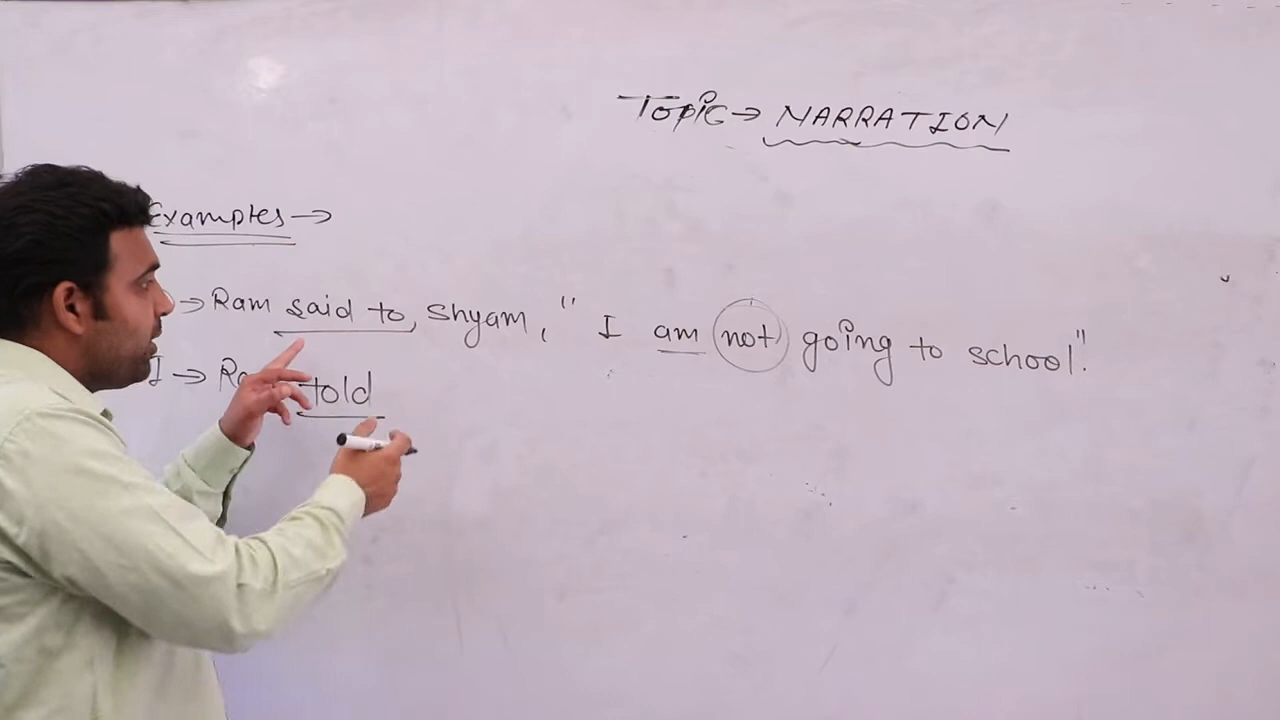 Topic → NARRATION
Examples →
→ Ram said to, Shyam, " I am not going to school".
I → told